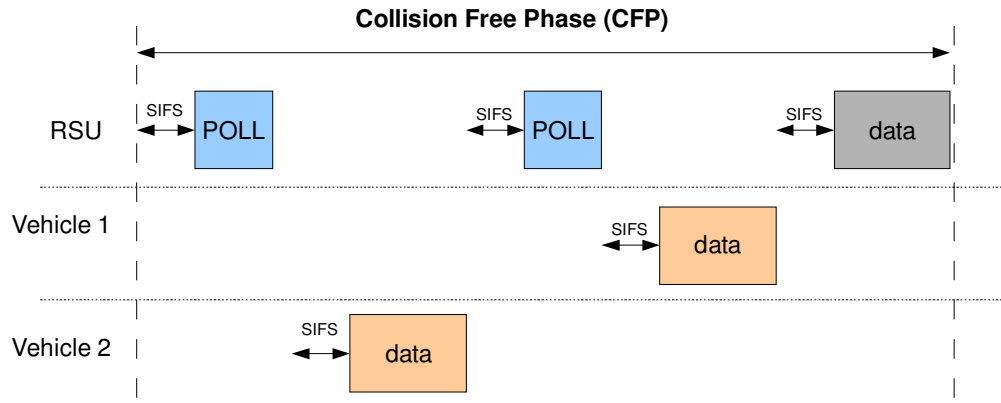 Collision Free Phase (CFP)
RSU
SIFS
POLL
SIFS
POLL
SIFS
data
Vehicle 1
SIFS
data
Vehicle 2
SIFS
data